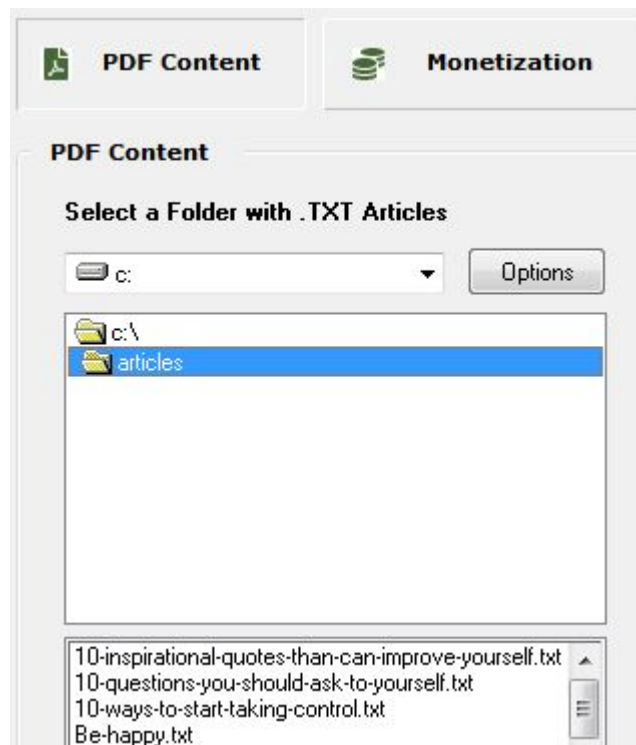 PDF Content
Monetization
PDF Content
Select a Folder with .TXT Articles
c:
Options
c:\
articles
10-inspirational-quotes-than-can-improve-yourself.txt
10-questions-you-should-ask-to-yourself.txt
10-ways-to-start-taking-control.txt
Be-happy.txt